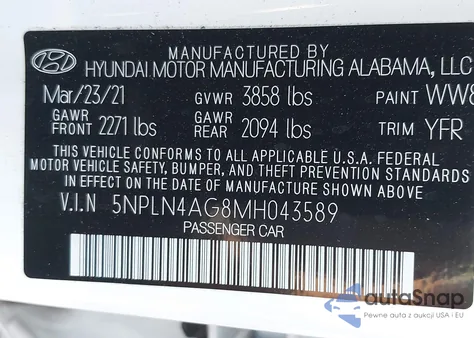 MANUFACTURED BY
HYUNDAI MOTOR MANUFACTURING ALABAMA, LLC
Mar/23/21 GVWR 3858 lbs PAINT WW8
GAWR FRONT 2271 lbs GAWR REAR 2094 lbs TRIM YFR
THIS VEHICLE CONFORMS TO ALL APPLICABLE U.S.A. FEDERAL
MOTOR VEHICLE SAFETY, BUMPER, AND THEFT PREVENTION STANDARDS
IN EFFECT ON THE DATE OF MANUFACTURE SHOWN ABOVE
V.I.N 5NPLN4AG8MH043589
PASSENGER CAR
autaSnap
Pewne auta z aukcji USA i EU